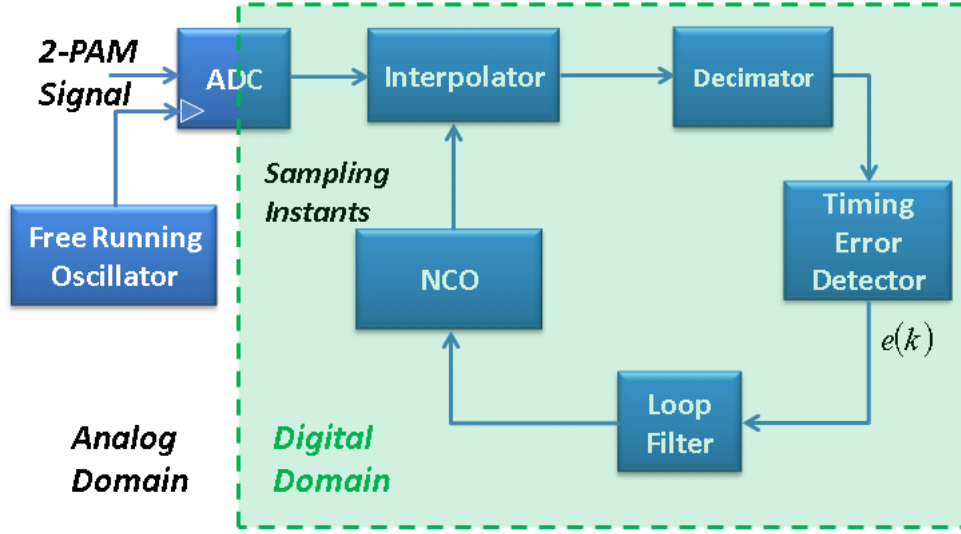 2-PAM
Signal
ADC
Interpolator
Decimator
Sampling
Instants
Free Running
Oscillator
NCO
Timing
Error
Detector
e(k)
Loop
Filter
Analog
Domain
Digital
Domain